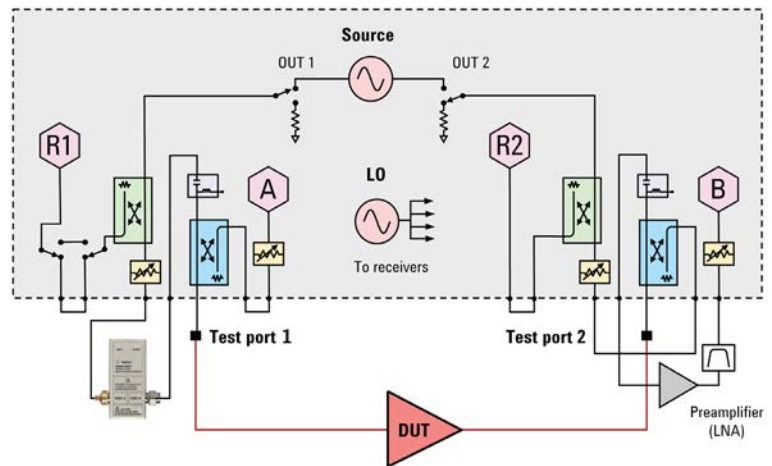 Source
OUT 1
OUT 2
R1
R2
A
LO
B
To receivers
Test port 1
Test port 2
DUT
Preamplifier
(LNA)